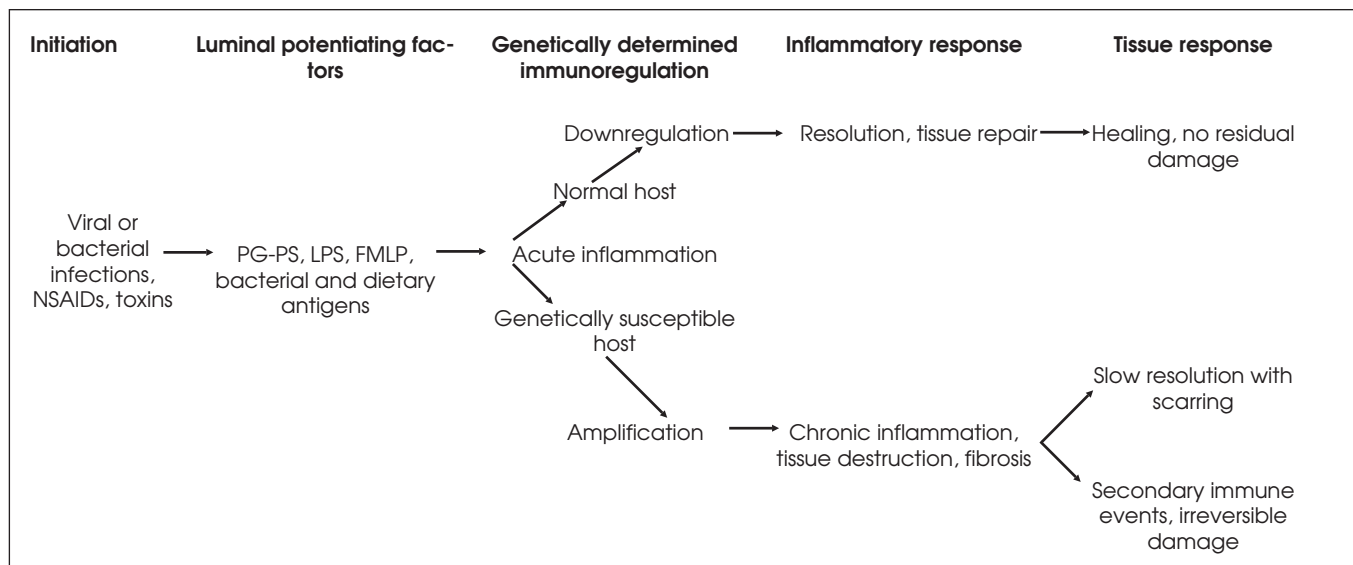 Initiation
Luminal potentiating fac-
tors
Genetically determined
immunoregulation
Inflammatory response
Tissue response
Downregulation
Resolution, tissue repair
Healing, no residual
damage
Normal host
Viral or
bacterial
infections,
NSAIDs, toxins
PG-PS, LPS, FMLP,
bacterial and dietary
antigens
Acute inflammation
Genetically susceptible
host
Amplification
Chronic inflammation,
tissue destruction, fibrosis
Slow resolution with
scarring
Secondary immune
events, irreversible
damage